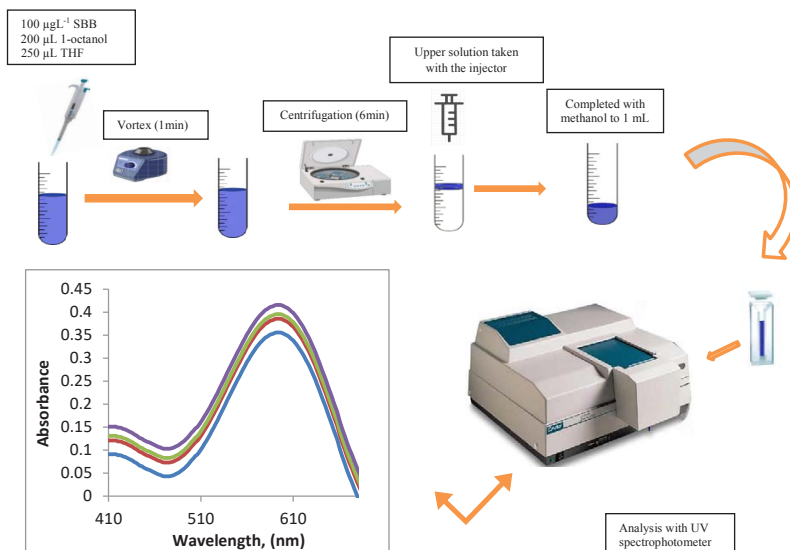 100 µgL-1 SBB
200 µL 1-octanol
250 µL THF
Vortex (1min)
Centrifugation (6min)
Upper solution taken
with the injector
Completed with
methanol to 1 mL
0.45
0.4
0.35
0.3
0.25
0.2
0.15
0.1
0.05
0
Absorbance
410
510
610
Wavelength, (nm)
Analysis with UV
spectrophotometer